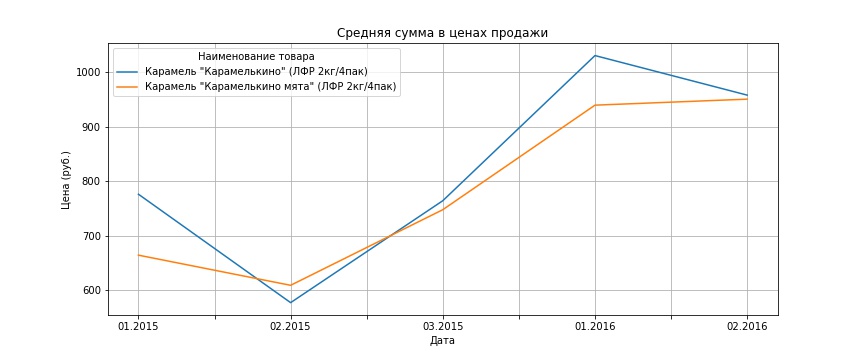 Средняя сумма в ценах продажи
Наименование товара
Карамель "Карамелькино" (ЛФР 2кг/4пак)
Карамель "Карамелькино мята" (ЛФР 2кг/4пак)
Цена (руб.)
1000
900
800
700
600
01.2015 02.2015 03.2015 01.2016 02.2016
Дата